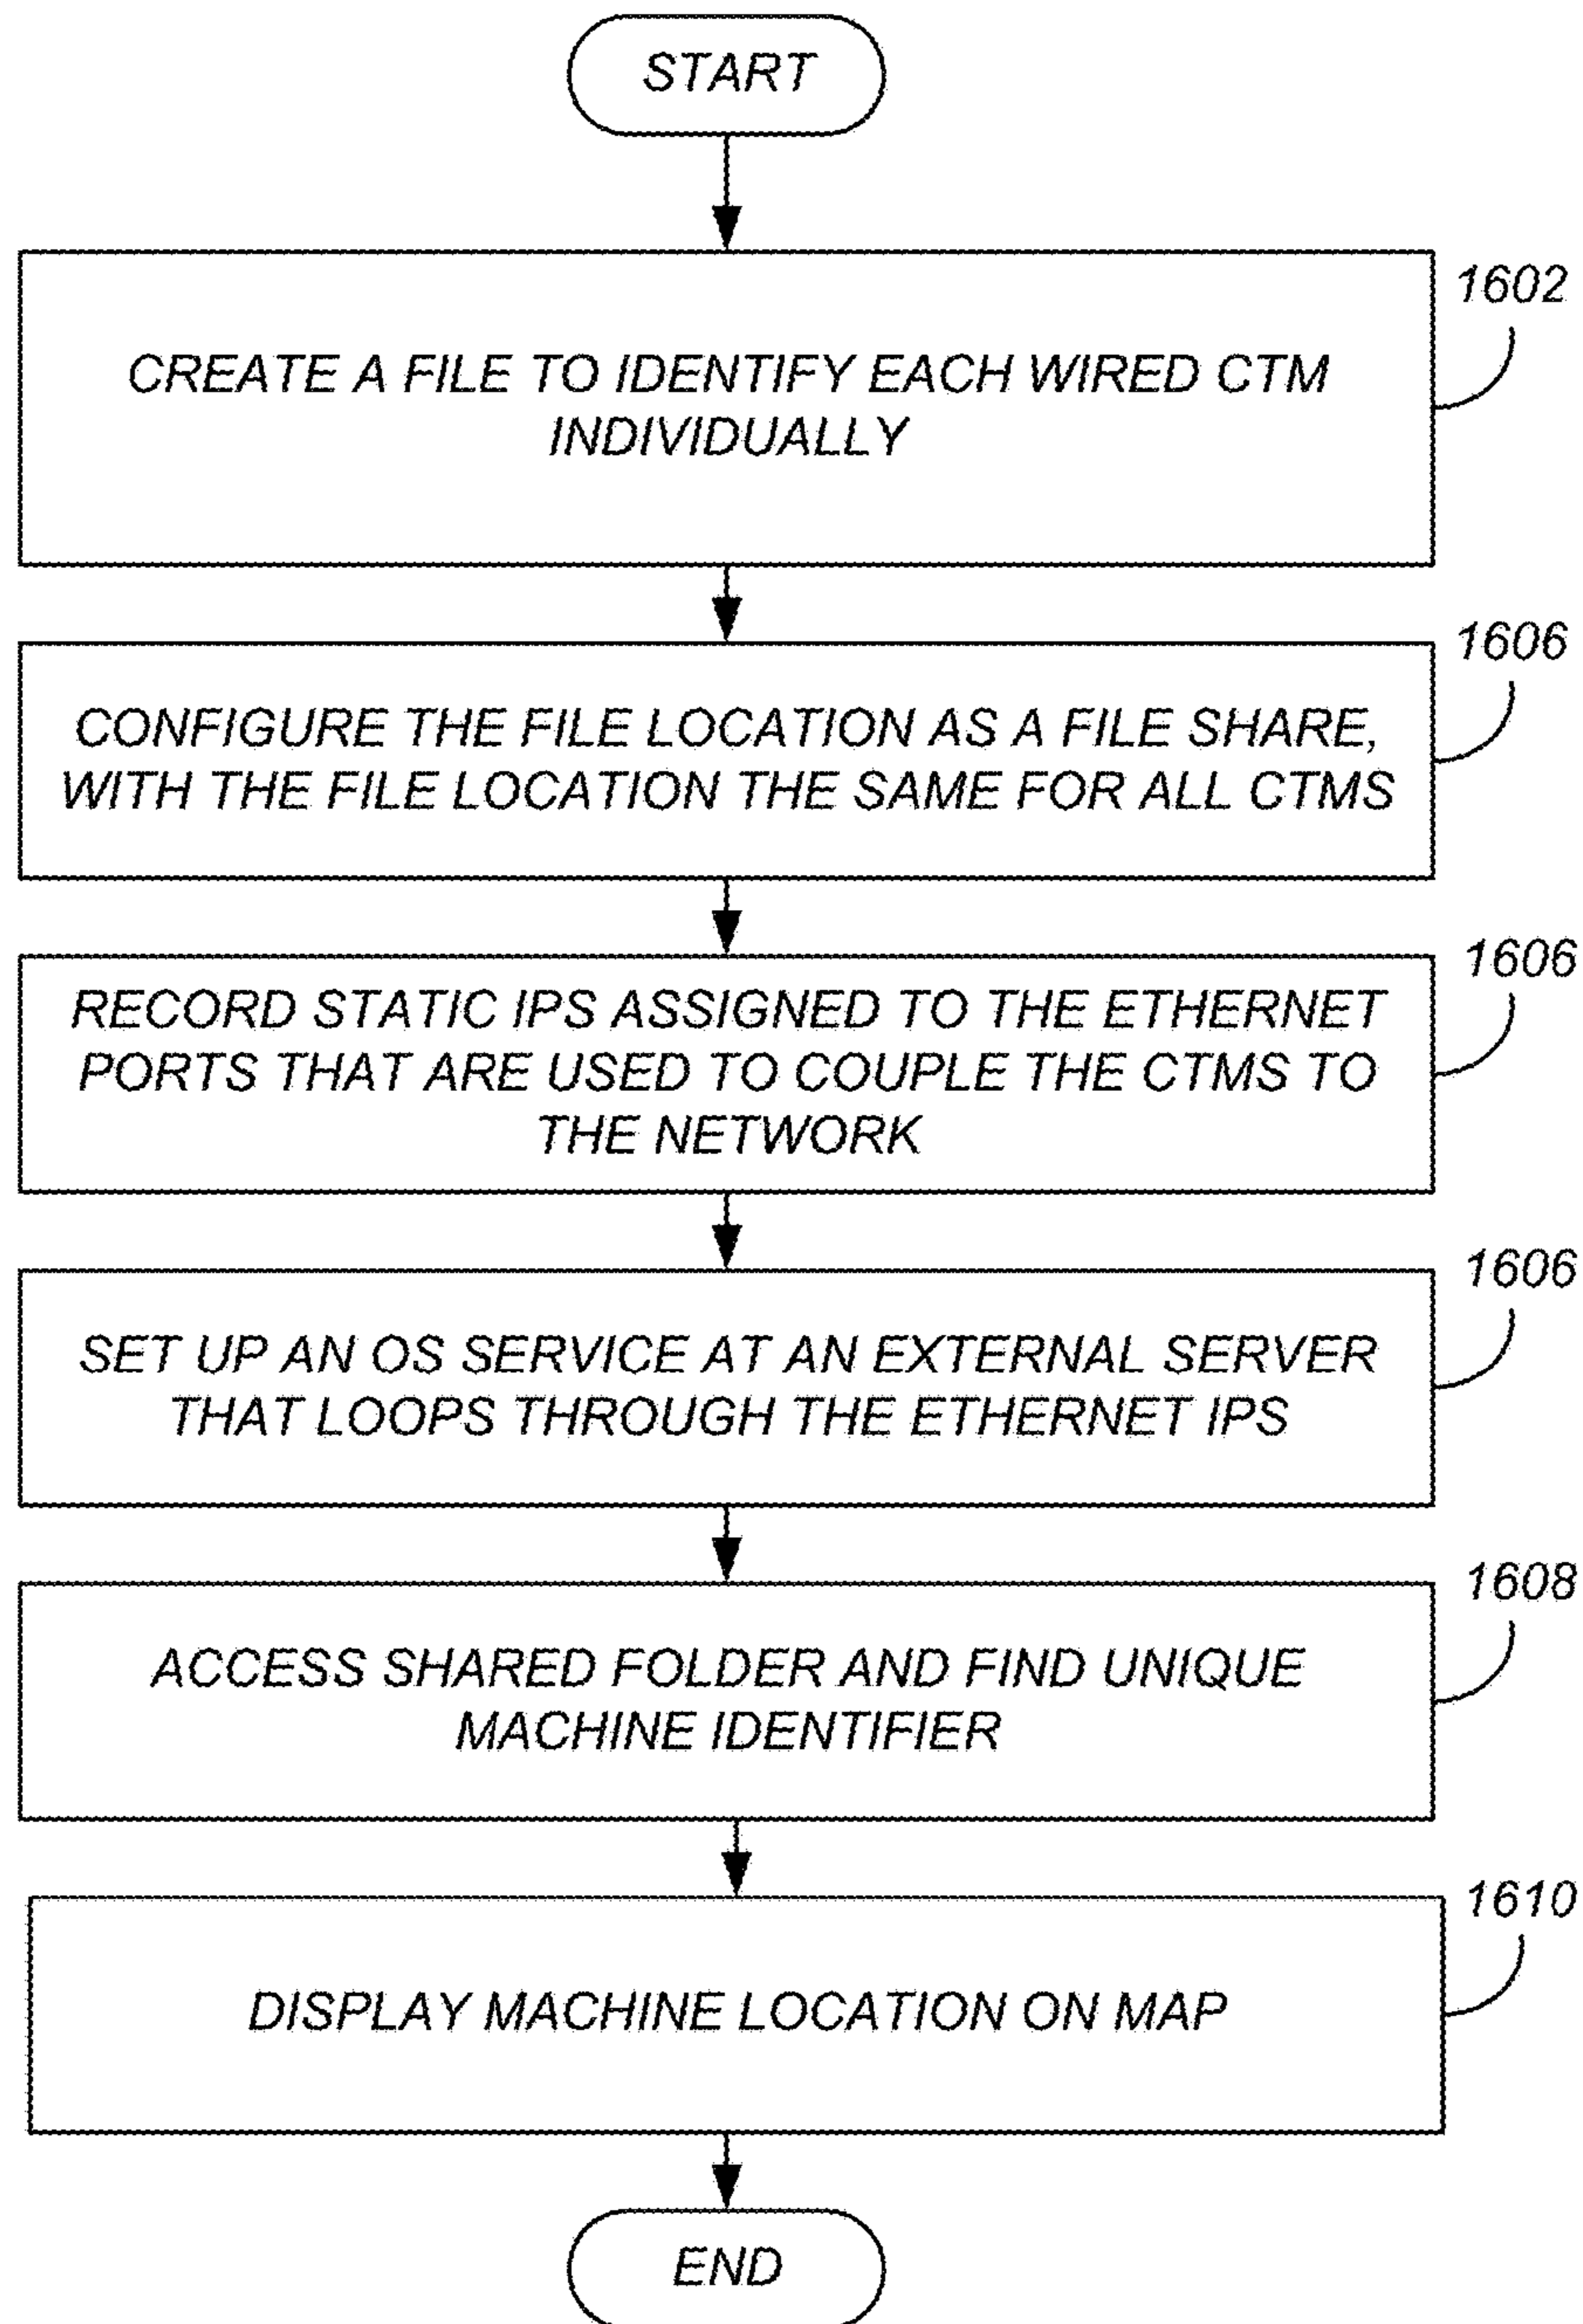 START
1602
CREATE A FILE TO IDENTIFY EACH WIRED CTM
INDIVIDUALLY
1606
CONFIGURE THE FILE LOCATION AS A FILE SHARE,
WITH THE FILE LOCATION THE SAME FOR ALL CTMS
1606
RECORD STATIC IPS ASSIGNED TO THE ETHERNET
PORTS THAT ARE USED TO COUPLE THE CTMS TO
THE NETWORK
1606
SET UP AN OS SERVICE AT AN EXTERNAL SERVER
THAT LOOPS THROUGH THE ETHERNET IPS
1608
ACCESS SHARED FOLDER AND FIND UNIQUE
MACHINE IDENTIFIER
1610
DISPLAY MACHINE LOCATION ON MAP
END